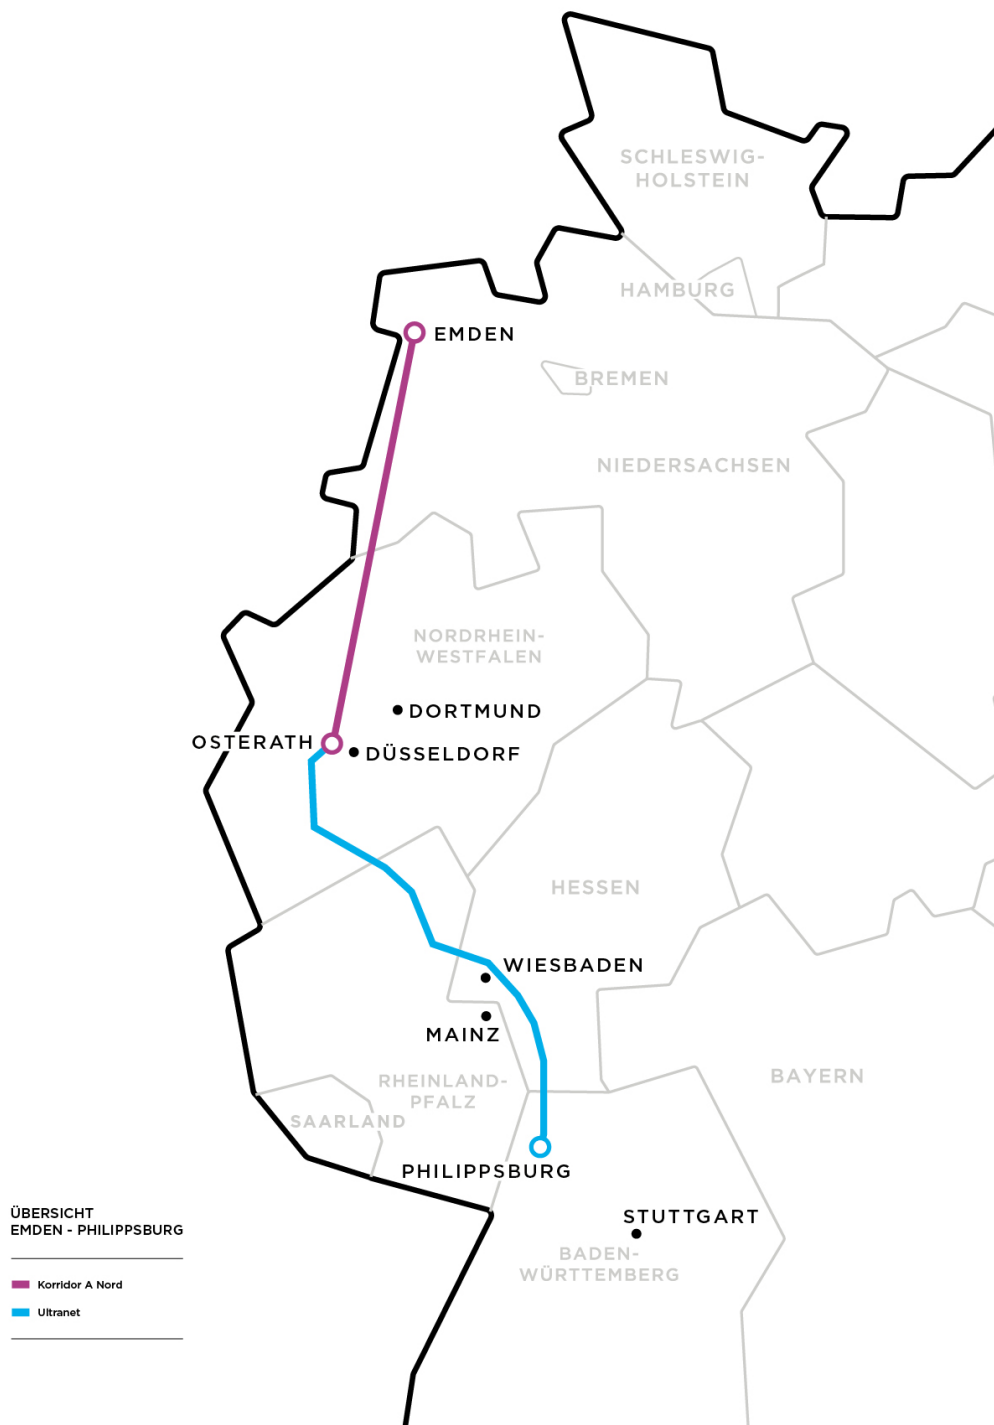 SCHLESWIG-
HOLSTEIN
HAMBURG
EMDEN
BREMEN
NIEDERSACHSEN
NORDRHEIN-
WESTFALEN
DORTMUND
OSTERATH
DÜSSELDORF
HESSEN
WIESBADEN
MAINZ
BAYERN
RHEINLAND-
PFALZ
SAARLAND
PHILIPPSBURG
STUTTGART
BADEN-
WÜRTTEMBERG
ÜBERSICHT
EMDEN - PHILIPPSBURG
Korridor A Nord
Ultranet